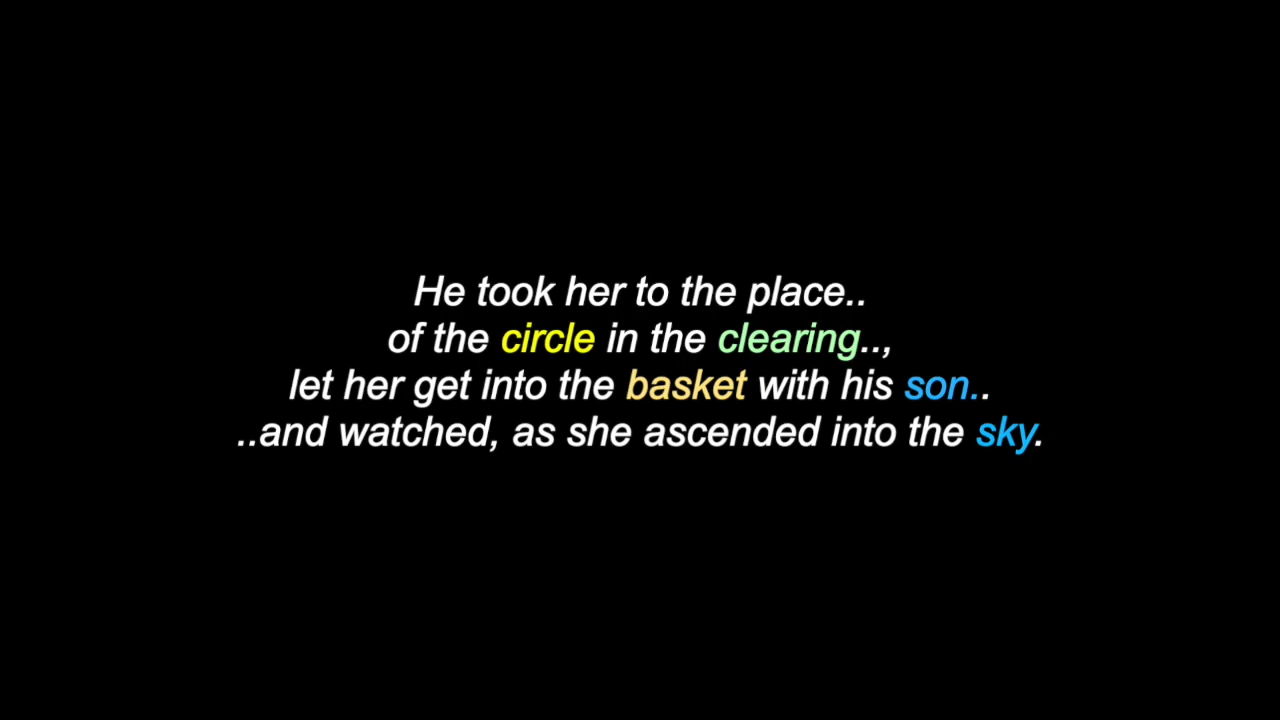 He took her to the place..
of the circle in the clearing..,
let her get into the basket with his son..
..and watched, as she ascended into the sky.